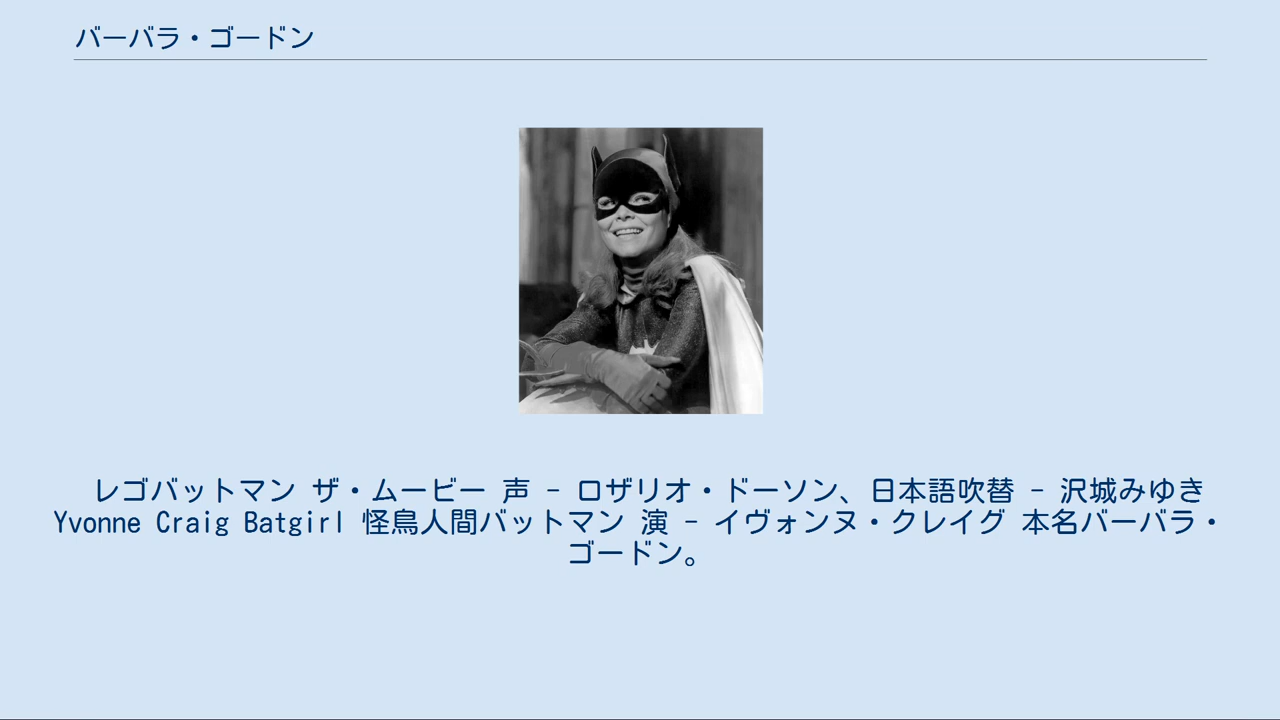 バーバラ・ゴードン
レゴバットマン ザ・ムービー 声 - ロザリオ・ドーソン、日本語吹替 - 沢城みゆき
Yvonne Craig Batgirl 怪鳥人間バットマン 演 - イヴォンヌ・クレイグ 本名バーバラ・
ゴードン。